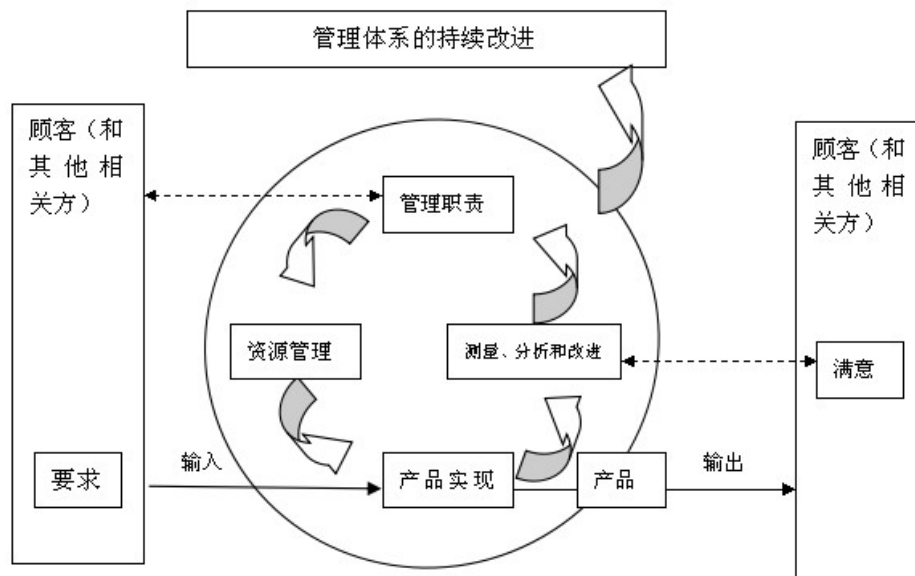 管理体系的持续改进
顾客（和
其他相
关方）
顾客（和
其他相
关方）
管理职责
资源管理
测量、分析和改进
满意
要求
输入
产品实现
产品
输出